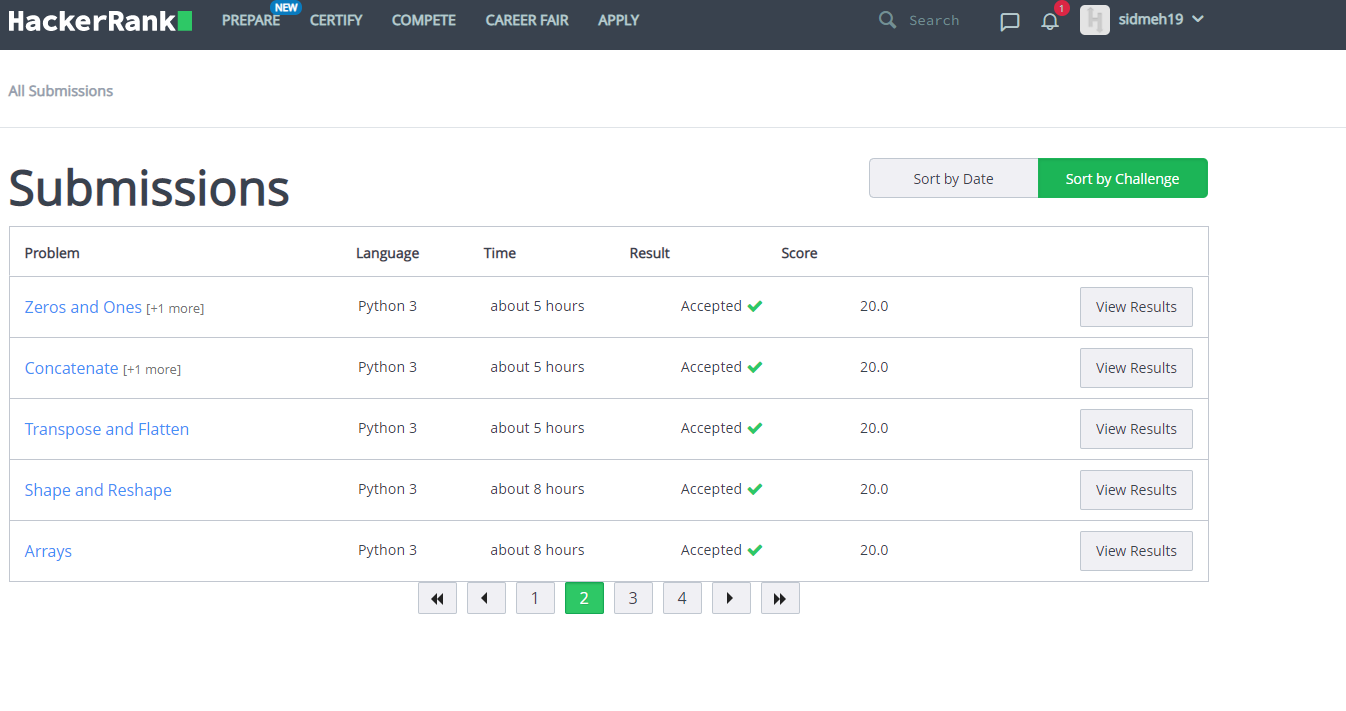 HackerRank PREPARE NEW CERTIFY COMPETE CAREER FAIR APPLY Search 1 sidmeh19
All Submissions
Submissions Sort by Date Sort by Challenge
Problem Language Time Result Score
Zeros and Ones [+1 more] Python 3 about 5 hours Accepted 20.0 View Results
Concatenate [+1 more] Python 3 about 5 hours Accepted 20.0 View Results
Transpose and Flatten Python 3 about 5 hours Accepted 20.0 View Results
Shape and Reshape Python 3 about 8 hours Accepted 20.0 View Results
Arrays Python 3 about 8 hours Accepted 20.0 View Results
1 2 3 4